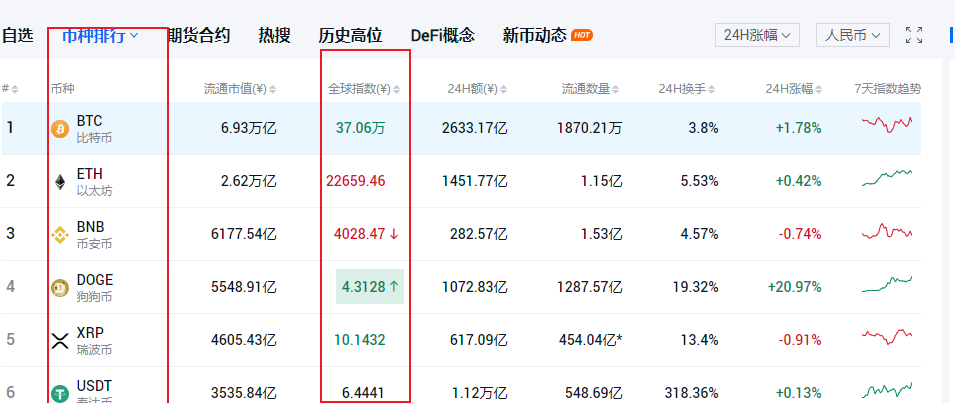 自选 币种排行 期货合约 热搜 历史高位 DeFi概念 新币动态 HOT 24H涨幅 人民币
# 币种 流通市值(¥) 全球指数(¥) 24H额(¥) 流通数量 24H换手 24H涨幅 7天指数趋势
1 BTC 6.93万亿 37.06万 2633.17亿 1870.21万 3.8% +1.78%
比特币
2 ETH 2.62万亿 22659.46 1451.77亿 1.15亿 5.53% +0.42%
以太坊
3 BNB 6177.54亿 4028.47↓ 282.57亿 1.53亿 4.57% -0.74%
币安币
4 DOGE 5548.91亿 4.3128↑ 1072.83亿 1287.57亿 19.32% +20.97%
狗狗币
5 XRP 4605.43亿 10.1432 617.09亿 454.04亿* 13.4% -0.91%
瑞波币
6 USDT 3535.84亿 6.4441 1.12万亿 548.69亿 318.36% +0.13%
泰达币